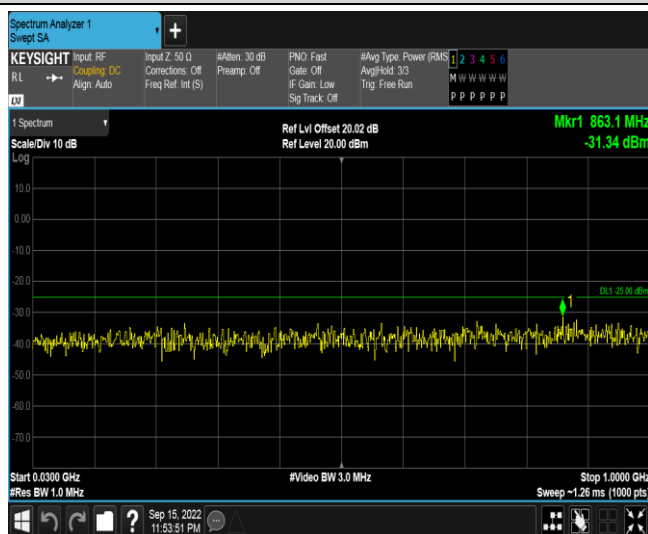 Spectrum Analyzer 1
Swept SA
+
KEYSIGHT
RL
LXI
Input: RF
Coupling: DC
Align: Auto
Input Z: 50 Ω
Corrections: Off
Freq Ref: Int (S)
#Atten: 30 dB
Preamp: Off
PNO: Fast
Gate: Off
IF Gain: Low
Sig Track: Off
#Avg Type: Power (RMS
Avg|Hold: 3/3
Trig: Free Run
1 2 3 4 5 6
M W W W W W
P P P P P P
1 Spectrum
Scale/Div 10 dB
Log
Ref Lvl Offset 20.02 dB
Ref Level 20.00 dBm
Mkr1 863.1 MHz
-31.34 dBm
10.0
0.00
-10.0
-20.0
-30.0
-40.0
-50.0
-60.0
-70.0
DL1 -25.00 dBm
1
Start 0.0300 GHz
#Res BW 1.0 MHz
#Video BW 3.0 MHz
Stop 1.0000 GHz
Sweep ~1.26 ms (1000 pts)
?
Sep 15, 2022
11:53:51 PM